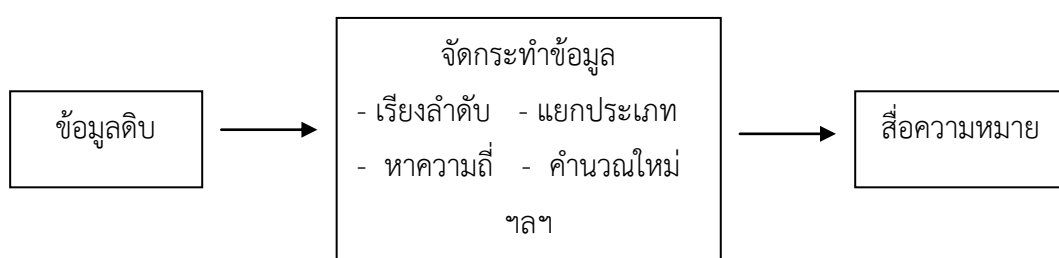 ข้อมูลดิบ
จัดกระทำข้อมูล
- เรียงลำดับ - แยกประเภท
- หาความถี่ - คำนวณใหม่
ฯลฯ
สื่อความหมาย